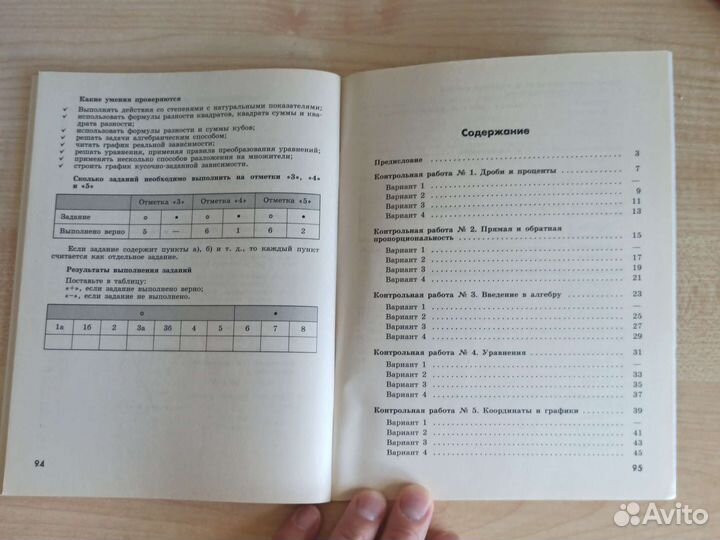 Какие умения проверяются
✓ Выполнять действия со степенями с натуральными показателями;
✓ использовать формулы разности квадратов, квадрата суммы и ква-
драта разности;
✓ использовать формулы разности и суммы кубов;
✓ решать задачи алгебраическим способом;
✓ читать график реальной зависимости;
✓ решать уравнения, применяя правила преобразования уравнений;
✓ применять несколько способов разложения на множители;
✓ строить график кусочно-заданной зависимости.
Сколько заданий необходимо выполнить на отметки «3», «4»
и «5»
Отметка «3» Отметка «4» Отметка «5»
Задание о • о • о •
Выполнено верно 5 — 6 1 6 2
Если задание содержит пункты а), б) и т. д., то каждый пункт
считается как отдельное задание.
Результаты выполнения заданий
Поставьте в таблицу:
«+», если задание выполнено верно;
«−», если задание не выполнено.
о •
1а 1б 2 3а 3б 4 5 6 7 8
94
Содержание
Предисловие 3
Контрольная работа № 1. Дроби и проценты 7
Вариант 1 —
Вариант 2 9
Вариант 3 11
Вариант 4 13
Контрольная работа № 2. Прямая и обратная
пропорциональность 15
Вариант 1 —
Вариант 2 17
Вариант 3 19
Вариант 4 21
Контрольная работа № 3. Введение в алгебру 23
Вариант 1 —
Вариант 2 25
Вариант 3 27
Вариант 4 29
Контрольная работа № 4. Уравнения 31
Вариант 1 —
Вариант 2 33
Вариант 3 35
Вариант 4 37
Контрольная работа № 5. Координаты и графики 39
Вариант 1 —
Вариант 2 41
Вариант 3 43
Вариант 4 45
95
Avito